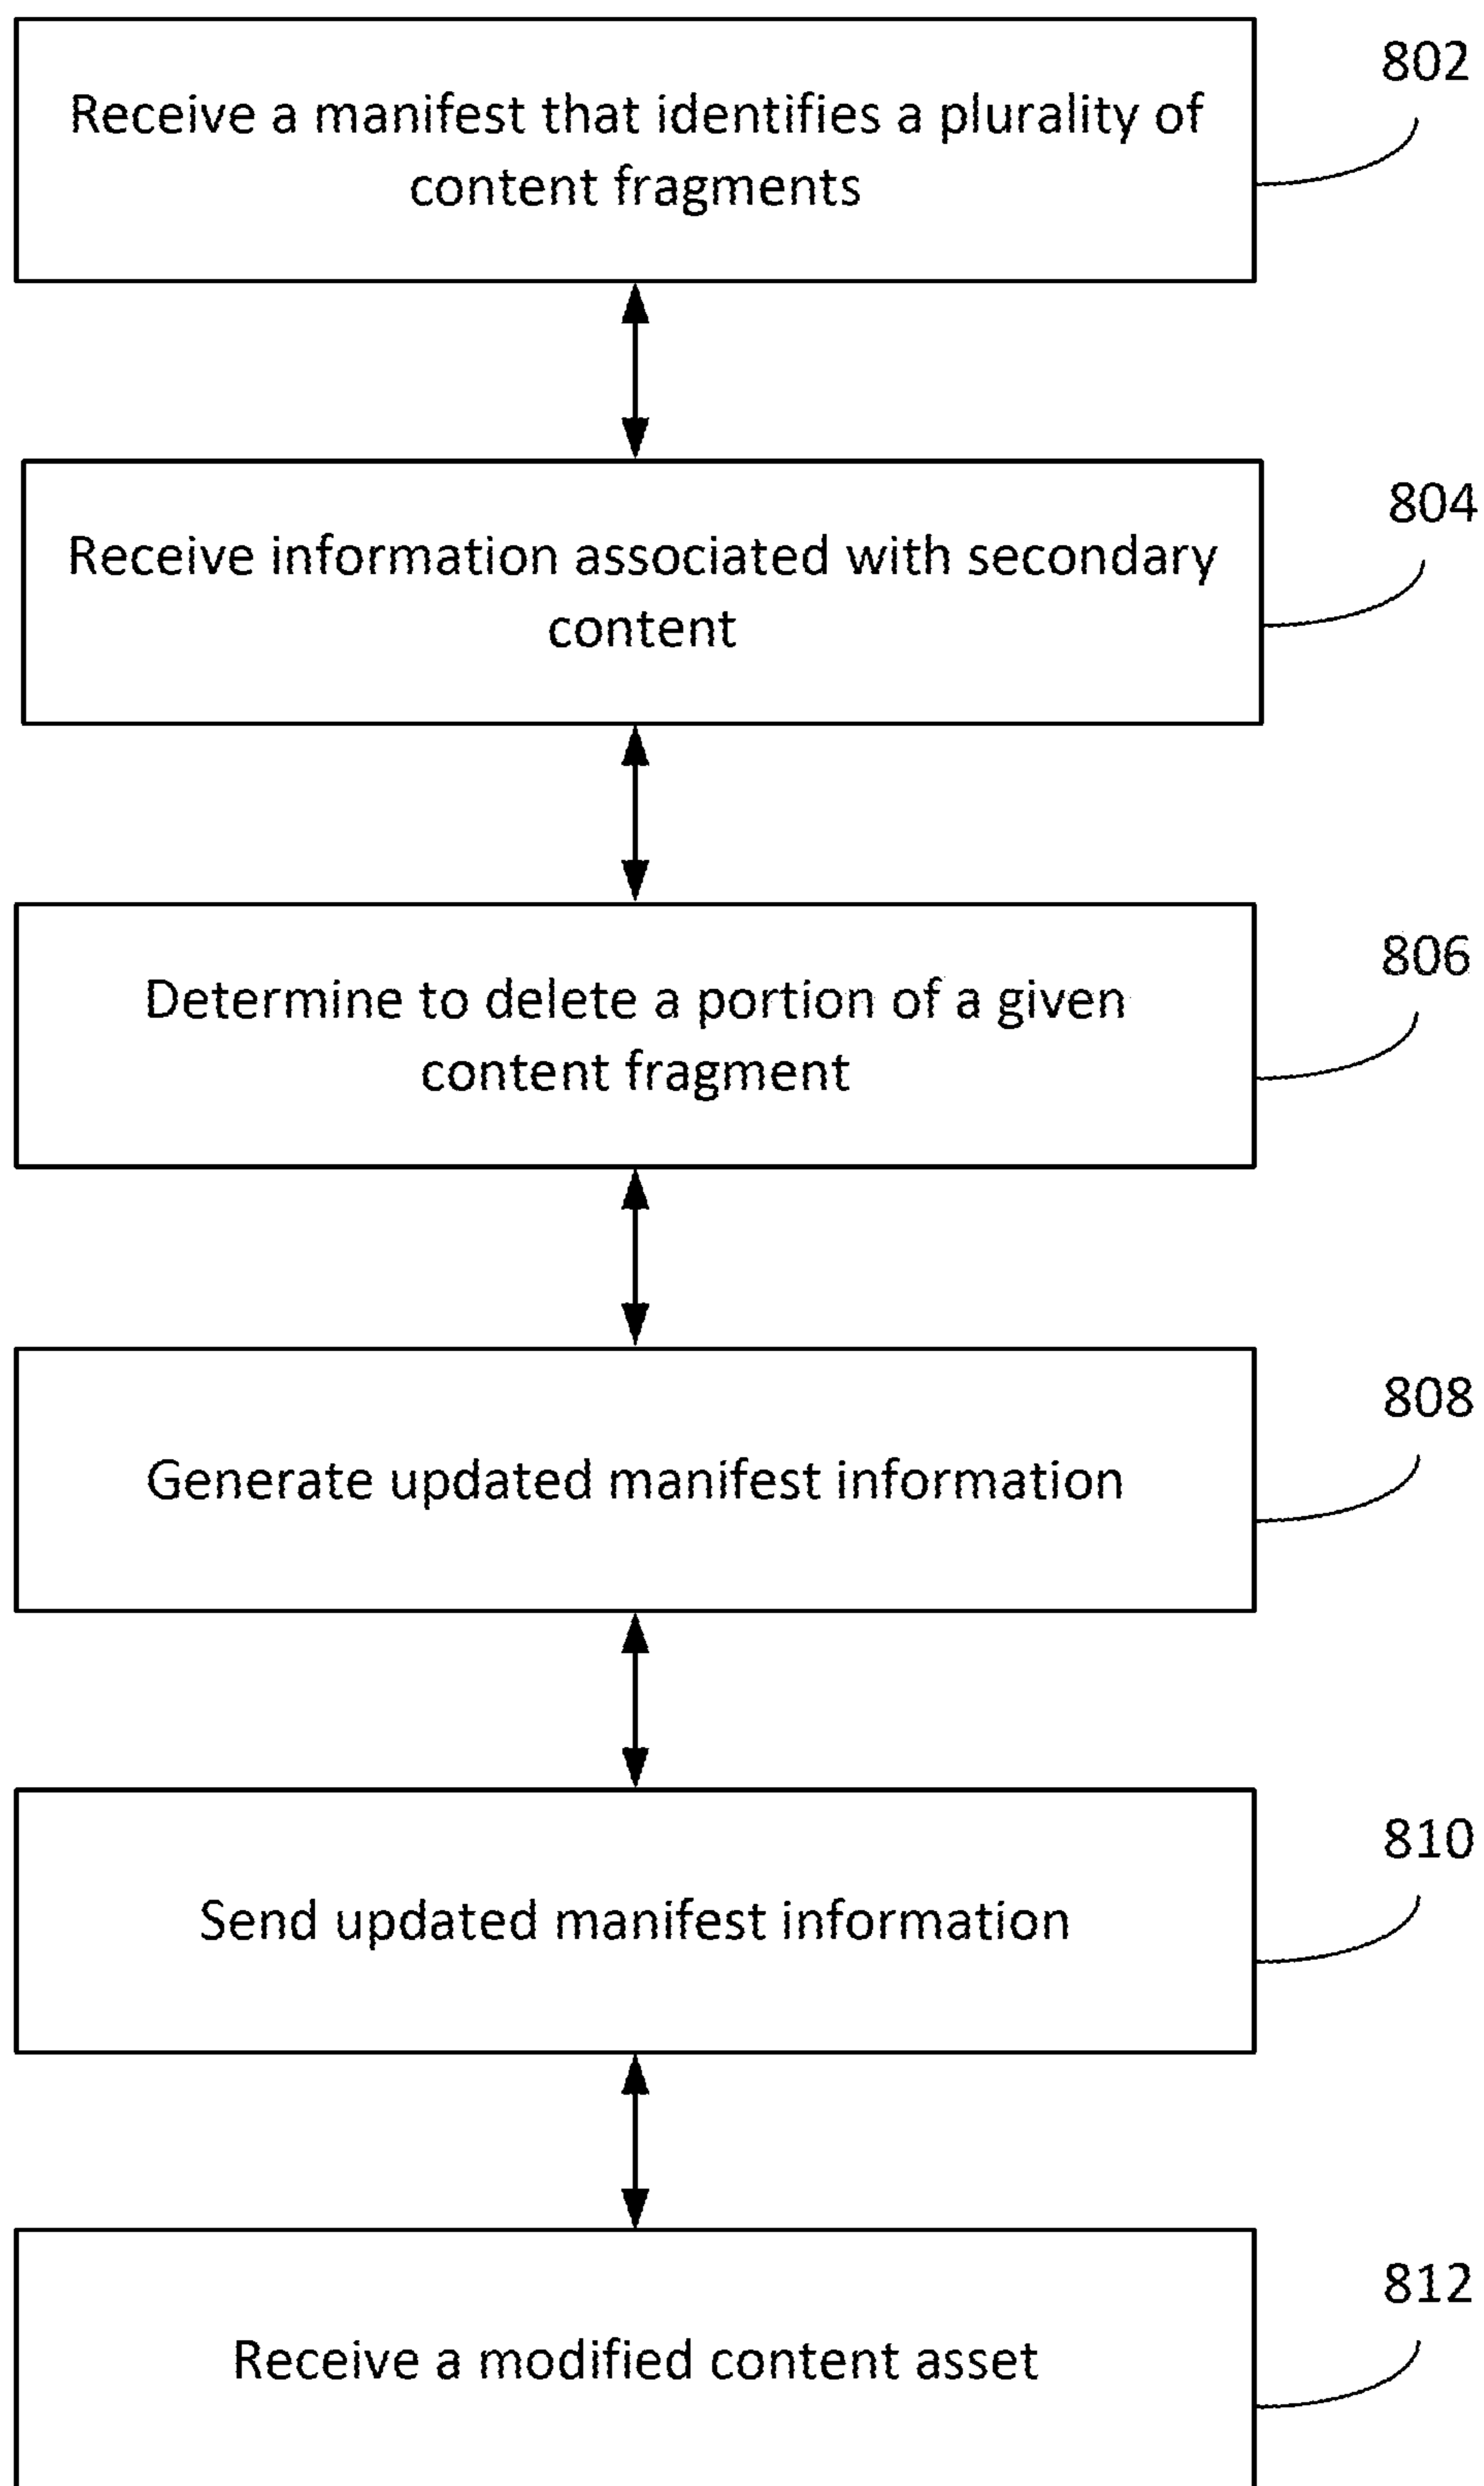 802
Receive a manifest that identifies a plurality of
content fragments
804
Receive information associated with secondary
content
806
Determine to delete a portion of a given
content fragment
808
Generate updated manifest information
810
Send updated manifest information
812
Receive a modified content asset